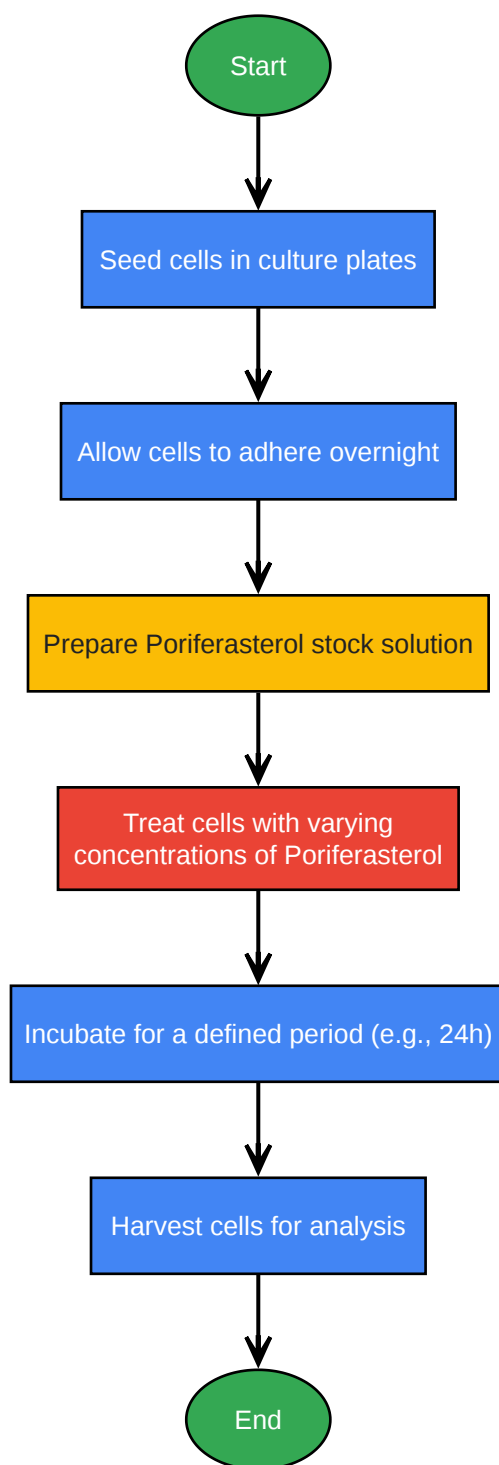 Start
Seed cells in culture plates
Allow cells to adhere overnight
Prepare Poriferasterol stock solution
Treat cells with varying
concentrations of Poriferasterol
Incubate for a defined period (e.g., 24h)
Harvest cells for analysis
End